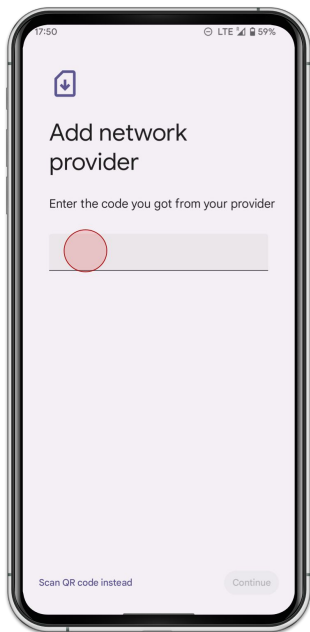 17:50
LTE 59%
Add network
provider
Enter the code you got from your provider
Scan QR code instead
Continue